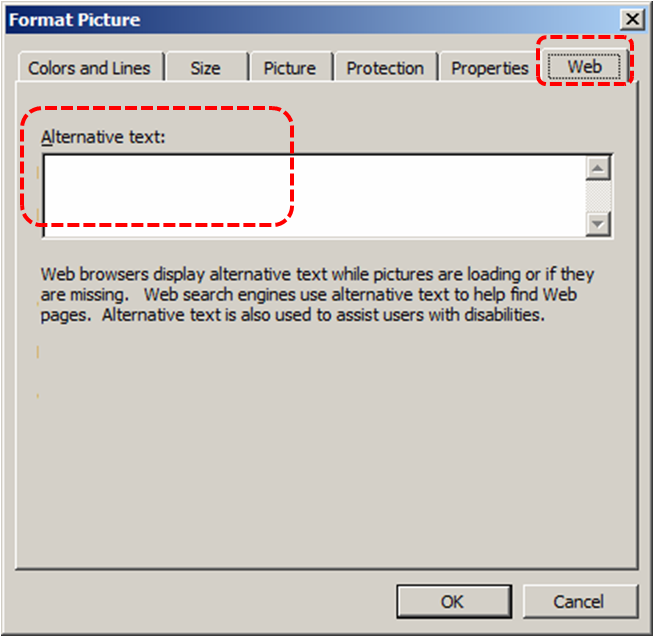 Format Picture
Colors and Lines Size Picture Protection Properties Web
Alternative text:
Web browsers display alternative text while pictures are loading or if they
are missing. Web search engines use alternative text to help find Web
pages. Alternative text is also used to assist users with disabilities.
OK Cancel